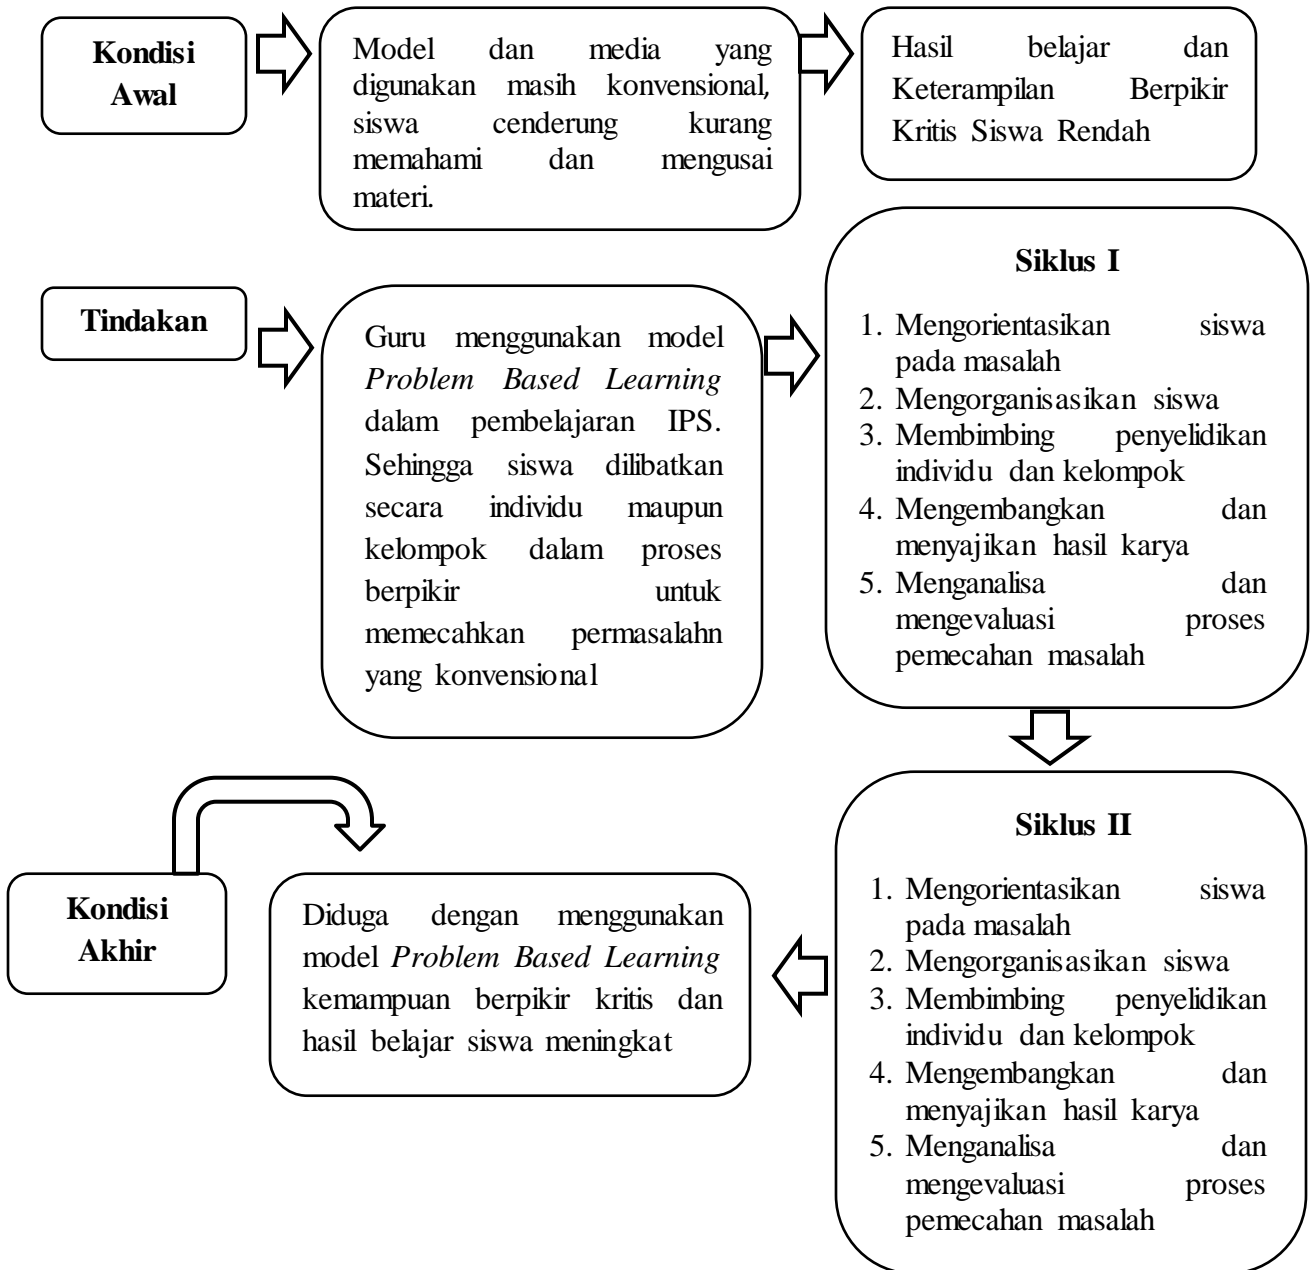 Kondisi
Awal
Model dan media yang
digunakan masih konvensional,
siswa cenderung kurang
memahami dan mengusai
materi.
Hasil belajar dan
Keterampilan Berpikir
Kritis Siswa Rendah
Tindakan
Guru menggunakan model
Problem Based Learning
dalam pembelajaran IPS.
Sehingga siswa dilibatkan
secara individu maupun
kelompok dalam proses
berpikir untuk
memecahkan permasalahn
yang konvensional
Siklus I
1. Mengorientasikan siswa
pada masalah
2. Mengorganisasikan siswa
3. Membimbing penyelidikan
individu dan kelompok
4. Mengembangkan dan
menyajikan hasil karya
5. Menganalisa dan
mengevaluasi proses
pemecahan masalah
Siklus II
1. Mengorientasikan siswa
pada masalah
2. Mengorganisasikan siswa
3. Membimbing penyelidikan
individu dan kelompok
4. Mengembangkan dan
menyajikan hasil karya
5. Menganalisa dan
mengevaluasi proses
pemecahan masalah
Kondisi
Akhir
Diduga dengan menggunakan
model Problem Based Learning
kemampuan berpikir kritis dan
hasil belajar siswa meningkat